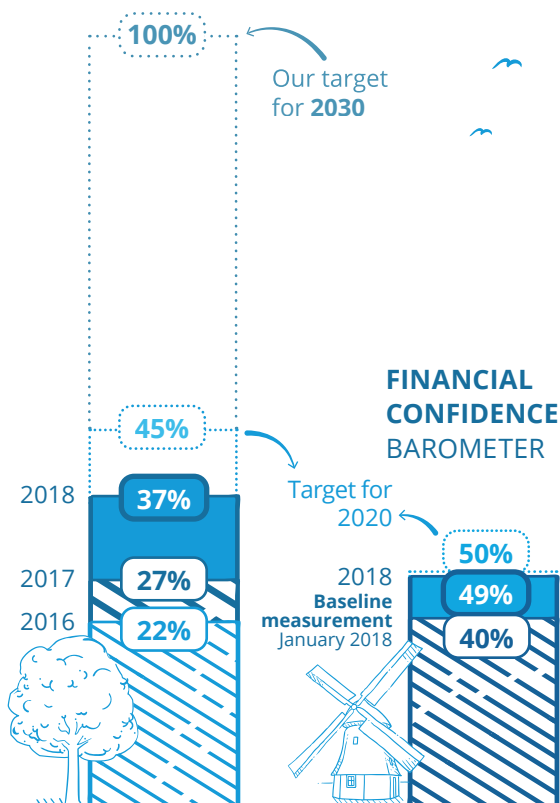 100%
Our target
for 2030
FINANCIAL
CONFIDENCE
BAROMETER
45%
2018
37%
Target for
2020
50%
2017
27%
2018
49%
Baseline
measurement
January 2018
2016
22%
40%